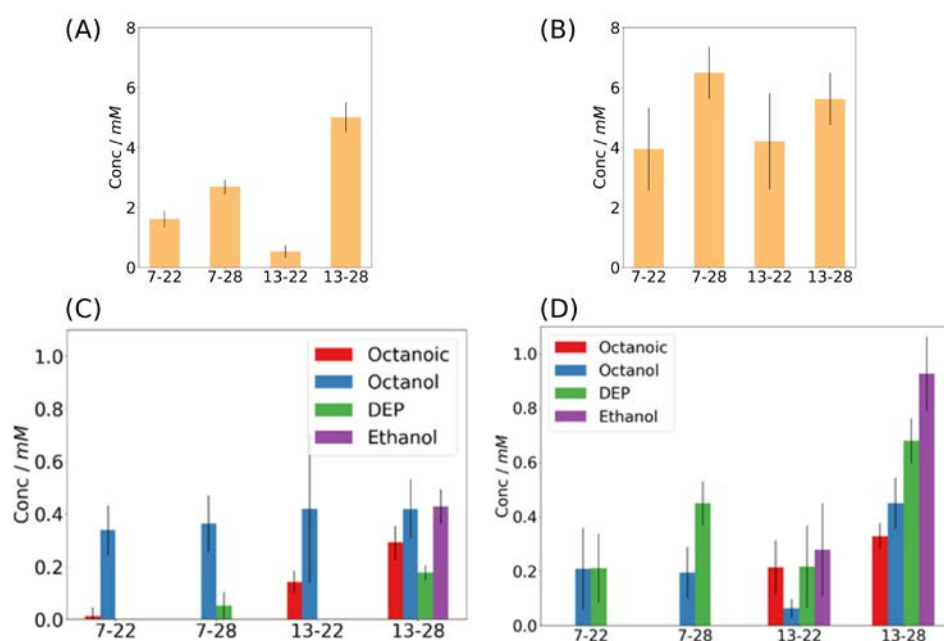 (A)
8
6
4
2
0
Conc / mM
7-22 7-28 13-22 13-28
(B)
8
6
4
2
0
Conc / mM
7-22 7-28 13-22 13-28
(C)
1.0
0.8
0.6
0.4
0.2
0.0
Conc / mM
Octanoic
Octanol
DEP
Ethanol
7-22 7-28 13-22 13-28
(D)
1.0
0.8
0.6
0.4
0.2
0.0
Conc / mM
Octanoic
Octanol
DEP
Ethanol
7-22 7-28 13-22 13-28